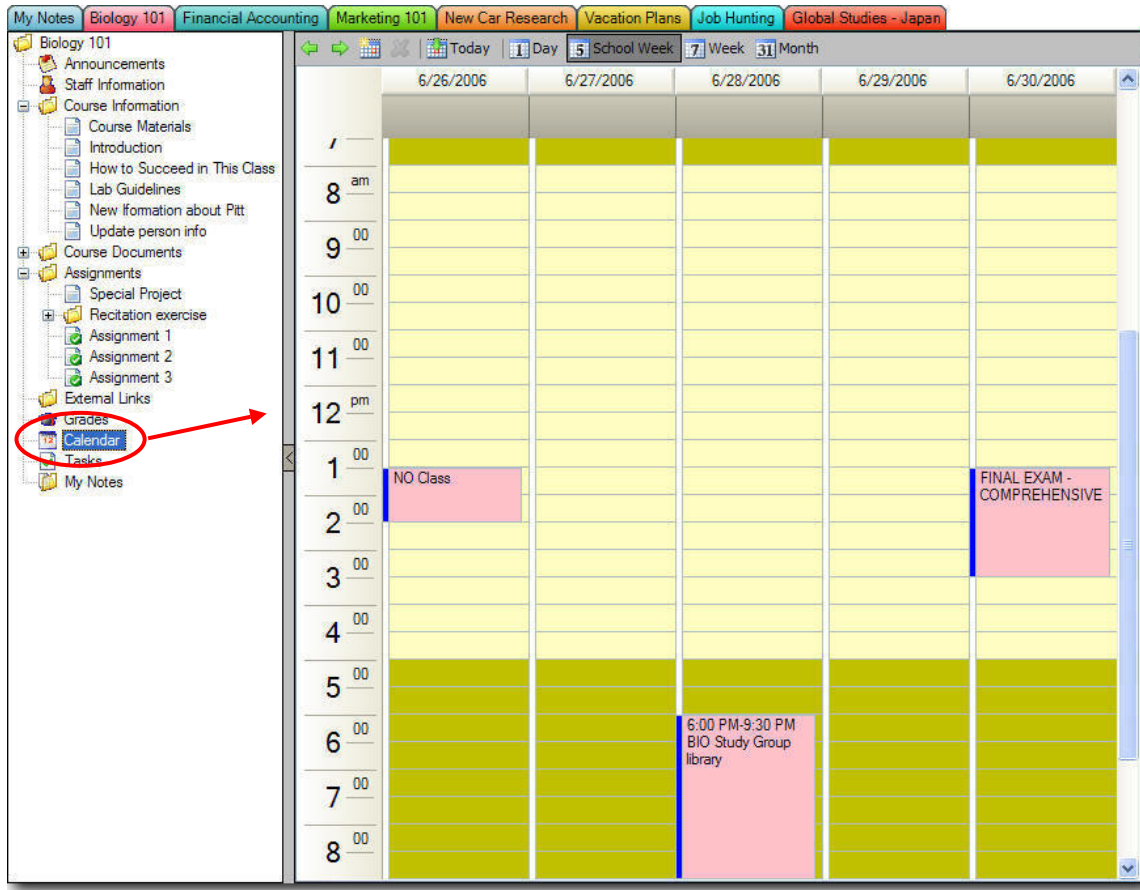 My Notes Biology 101 Financial Accounting Marketing 101 New Car Research Vacation Plans Job Hunting Global Studies - Japan
Biology 101
Announcements
Staff Information
Course Information
Course Materials
Introduction
How to Succeed in This Class
Lab Guidelines
New Iformation about Pitt
Update person info
Course Documents
Assignments
Special Project
Recitation exercise
Assignment 1
Assignment 2
Assignment 3
External Links
Grades
12 Calendar
Tasks
My Notes
Today 1 Day 5 School Week 7 Week 31 Month
6/26/2006 6/27/2006 6/28/2006 6/29/2006 6/30/2006
8 am
9 00
10 00
11 00
12 pm
1 00
NO Class
FINAL EXAM -
COMPREHENSIVE
2 00
3 00
4 00
5 00
6 00
6:00 PM-9:30 PM
BIO Study Group
library
7 00
8 00